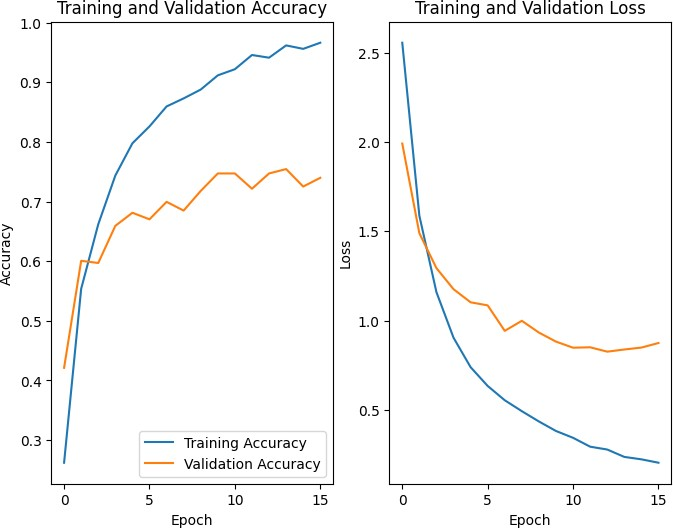 Training and Validation Accuracy
1.0
0.9
0.8
0.7
0.6
0.5
0.4
0.3
Accuracy
Training Accuracy
Validation Accuracy
0
5
10
15
Epoch
Training and Validation Loss
2.5
2.0
1.5
1.0
0.5
Loss
0
5
10
15
Epoch